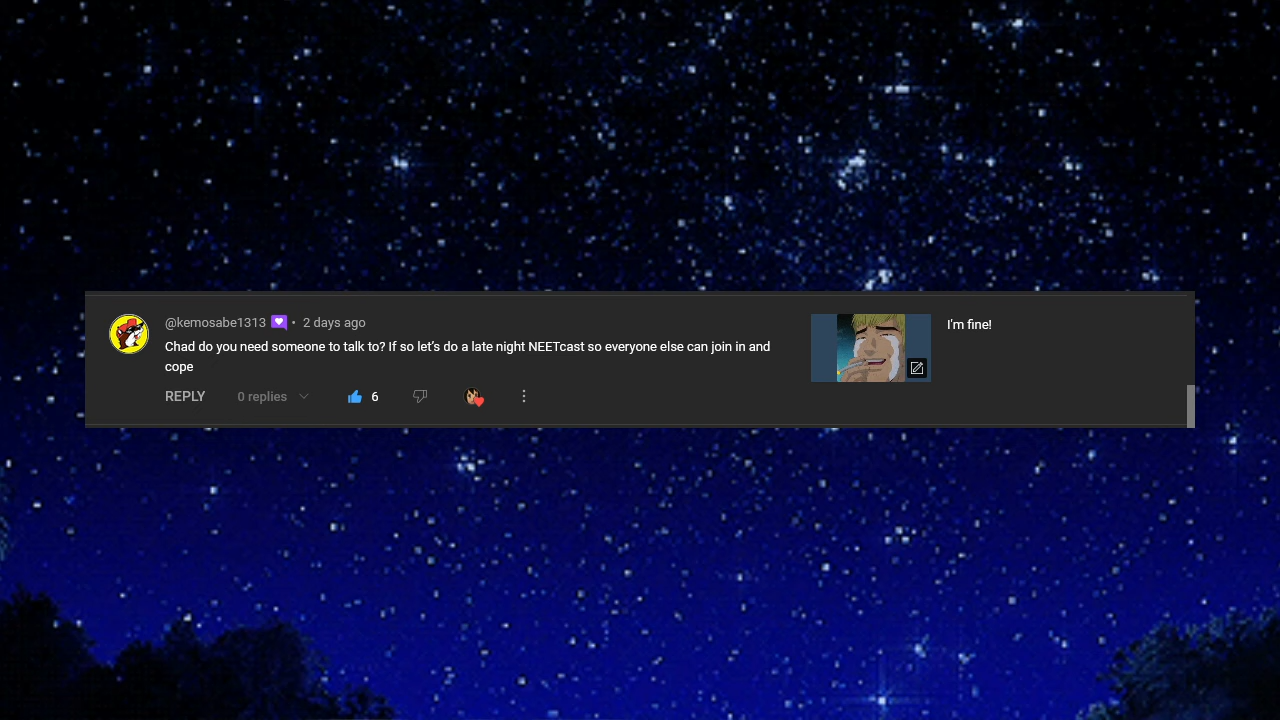 @kemosabe1313 • 2 days ago
Chad do you need someone to talk to? If so let's do a late night NEETcast so everyone else can join in and
cope
REPLY 0 replies 6
I'm fine!